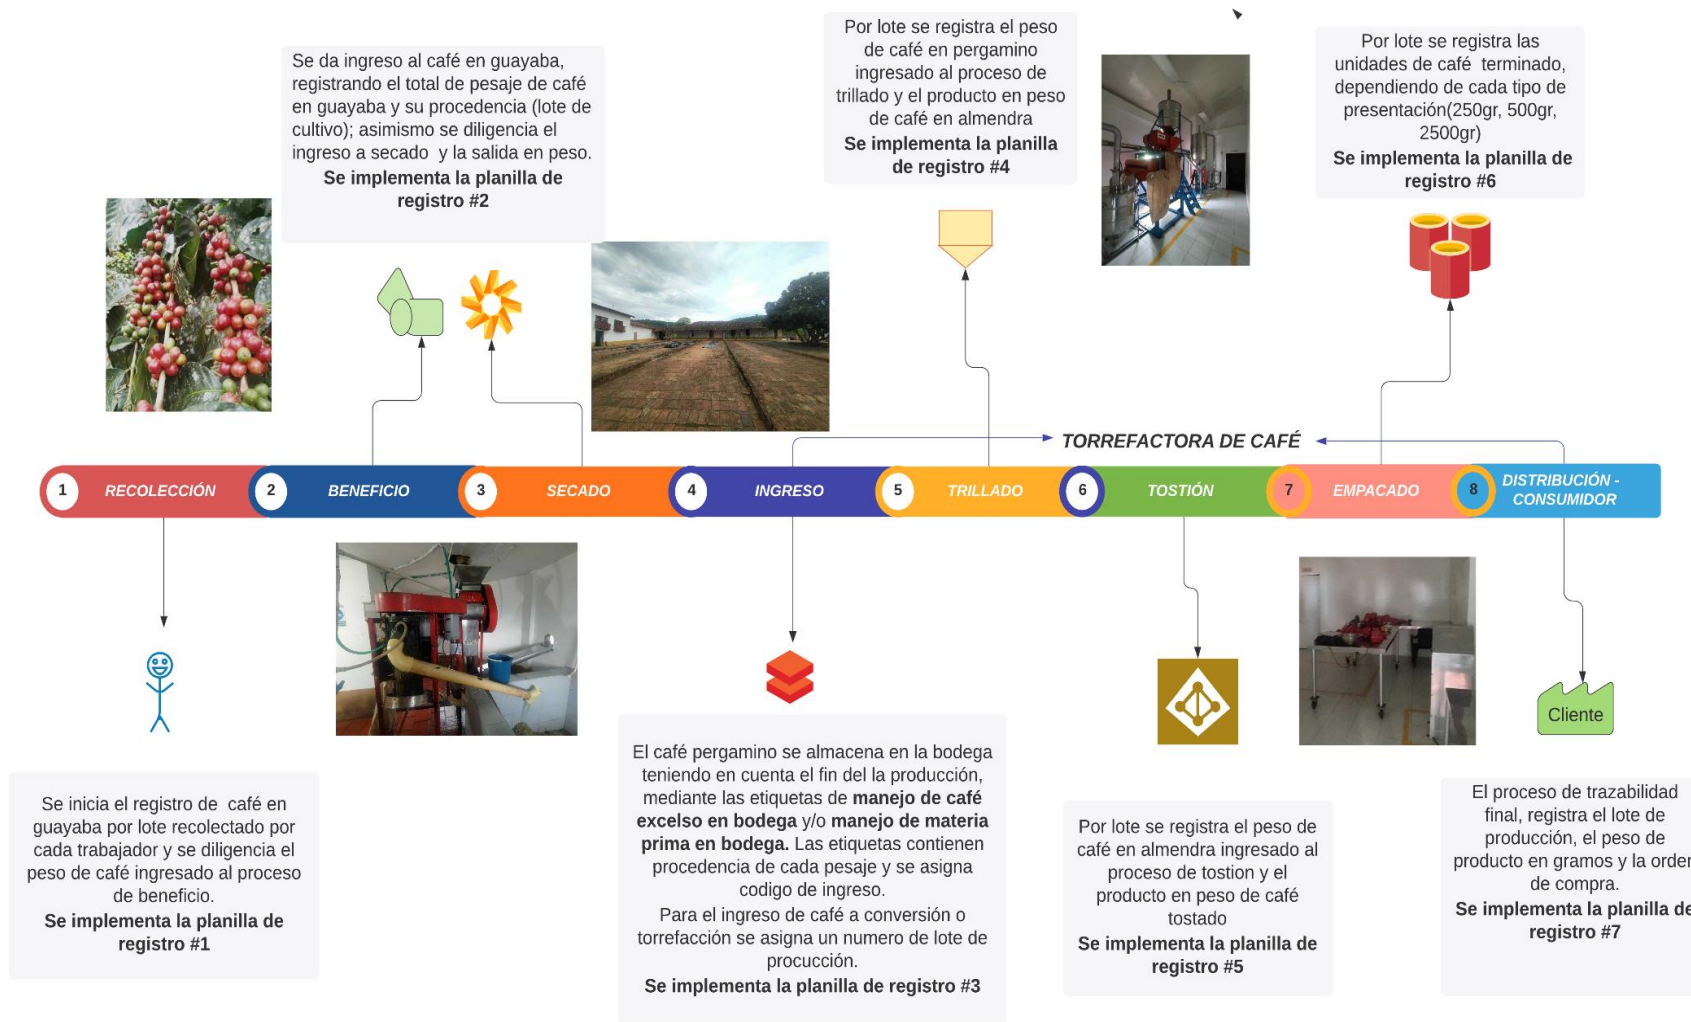 Se da ingreso al café en guayaba,
registrando el total de pesaje de café
en guayaba y su procedencia (lote de
cultivo); asimismo se diligencia el
ingreso a secado y la salida en peso.
Se implementa la planilla de
registro #2
Por lote se registra el peso
de café en pergamino
ingresado al proceso de
trillado y el producto en peso
de café en almendra
Se implementa la planilla
de registro #4
Por lote se registra las
unidades de café terminado,
dependiendo de cada tipo de
presentación(250gr, 500gr,
2500gr)
Se implementa la planilla de
registro #6
TORREFACTORA DE CAFÉ
1 RECOLECCIÓN
2 BENEFICIO
3 SECADO
4 INGRESO
5 TRILLADO
6 TOSTIÓN
7 EMPACADO
8 DISTRIBUCIÓN -
CONSUMIDOR
Se inicia el registro de café en
guayaba por lote recolectado por
cada trabajador y se diligencia el
peso de café ingresado al proceso
de beneficio.
Se implementa la planilla de
registro #1
El café pergamino se almacena en la bodega
teniendo en cuenta el fin del la producción,
mediante las etiquetas de manejo de café
excelso en bodega y/o manejo de materia
prima en bodega. Las etiquetas contienen
procedencia de cada pesaje y se asigna
codigo de ingreso.
Para el ingreso de café a conversión o
torrefacción se asigna un numero de lote de
procucción.
Se implementa la planilla de registro #3
Por lote se registra el peso de
café en almendra ingresado al
proceso de tostion y el
producto en peso de café
tostado
Se implementa la planilla de
registro #5
Cliente
El proceso de trazabilidad
final, registra el lote de
producción, el peso de
producto en gramos y la orden
de compra.
Se implementa la planilla de
registro #7